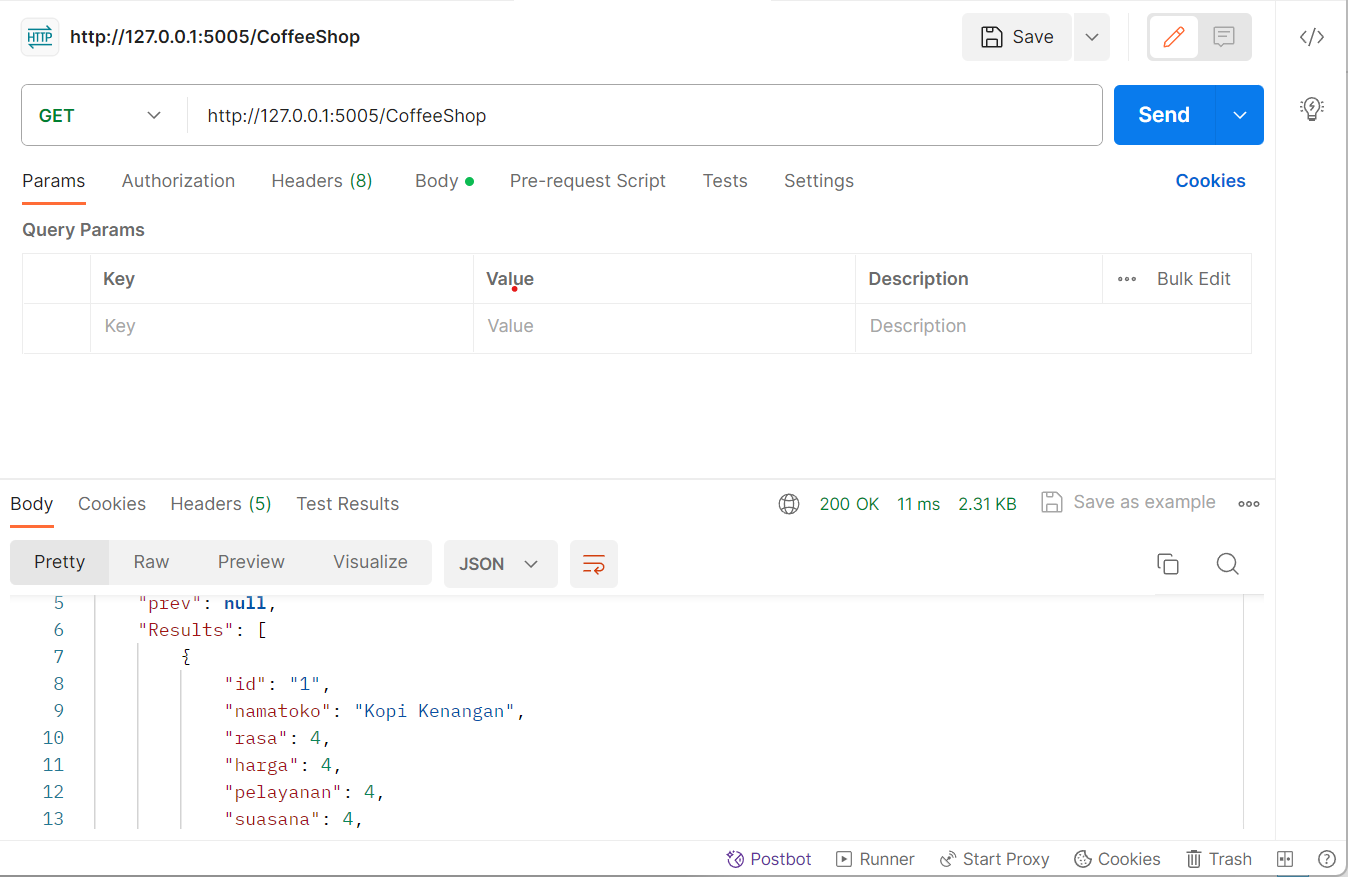 HTTP http://127.0.0.1:5005/CoffeeShop Save
GET http://127.0.0.1:5005/CoffeeShop Send
Params Authorization Headers (8) Body Pre-request Script Tests Settings Cookies
Query Params
Key Value Description Bulk Edit
Key Value Description
Body Cookies Headers (5) Test Results 200 OK 11 ms 2.31 KB Save as example
Pretty Raw Preview Visualize JSON
5 "prev": null,
6 "Results": [
7 {
8 "id": "1",
9 "namatoko": "Kopi Kenangan",
10 "rasa": 4,
11 "harga": 4,
12 "pelayanan": 4,
13 "suasana": 4,
Postbot Runner Start Proxy Cookies Trash